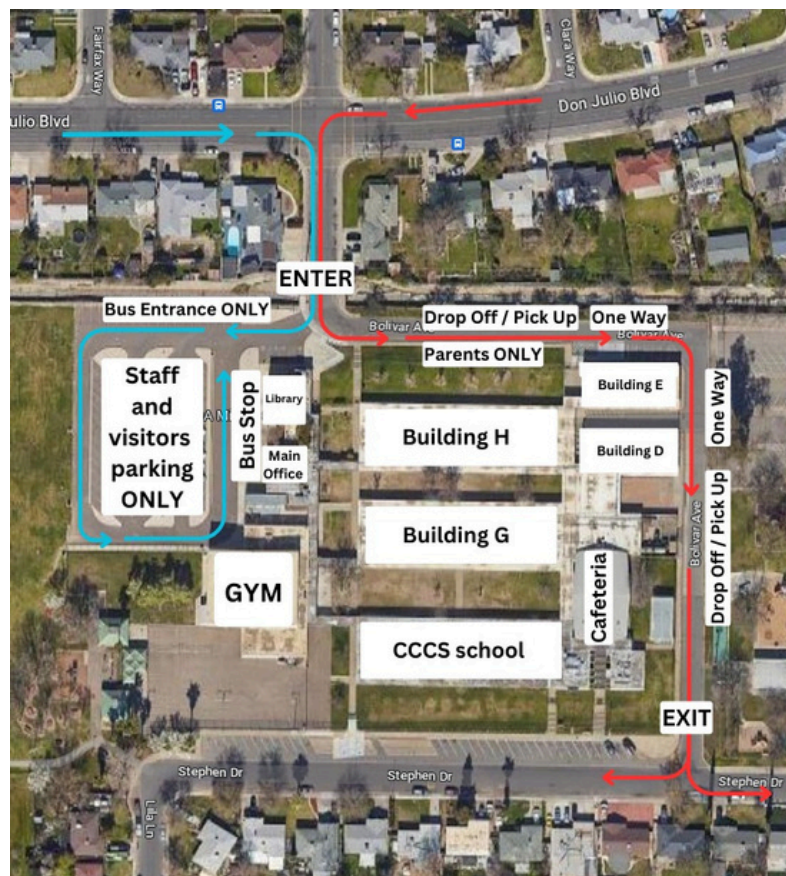 Fairfax Way
Clara Way
Don Julio Blvd
ulio Blvd
ENTER
Bus Entrance ONLY
Drop Off / Pick Up
One Way
Bolivar Ave
Bolivar Ave
Parents ONLY
Staff
and
visitors
parking
ONLY
Bus Stop
Library
Main
Office
Building E
One Way
Building H
Building D
Drop Off / Pick Up
Bolivar Ave
Building G
GYM
Cafeteria
CCCS school
EXIT
Stephen Dr
Stephen Dr
Stephen Dr
Lilla Ln